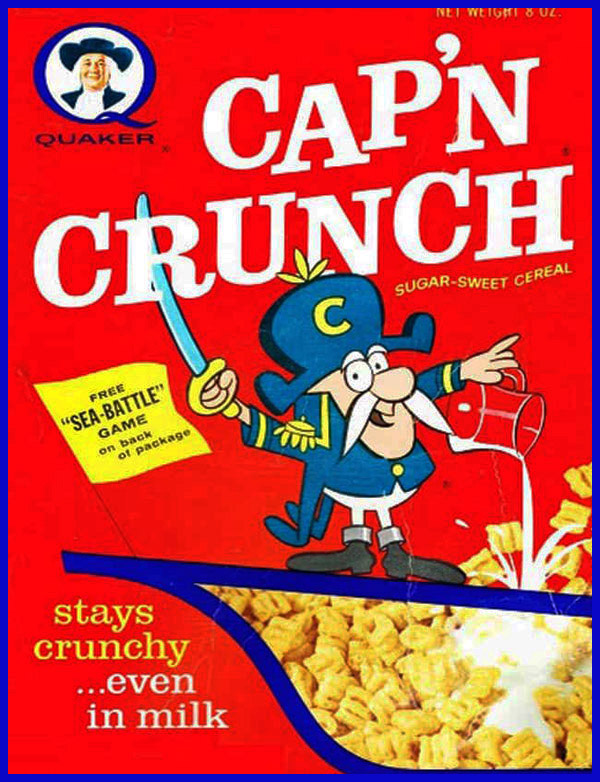 NET WEIGHT 8 OZ.
QUAKER
CAP'N
CRUNCH
SUGAR-SWEET CEREAL
C
FREE
"SEA-BATTLE"
GAME
on back
of package
stays
crunchy
...even
in milk